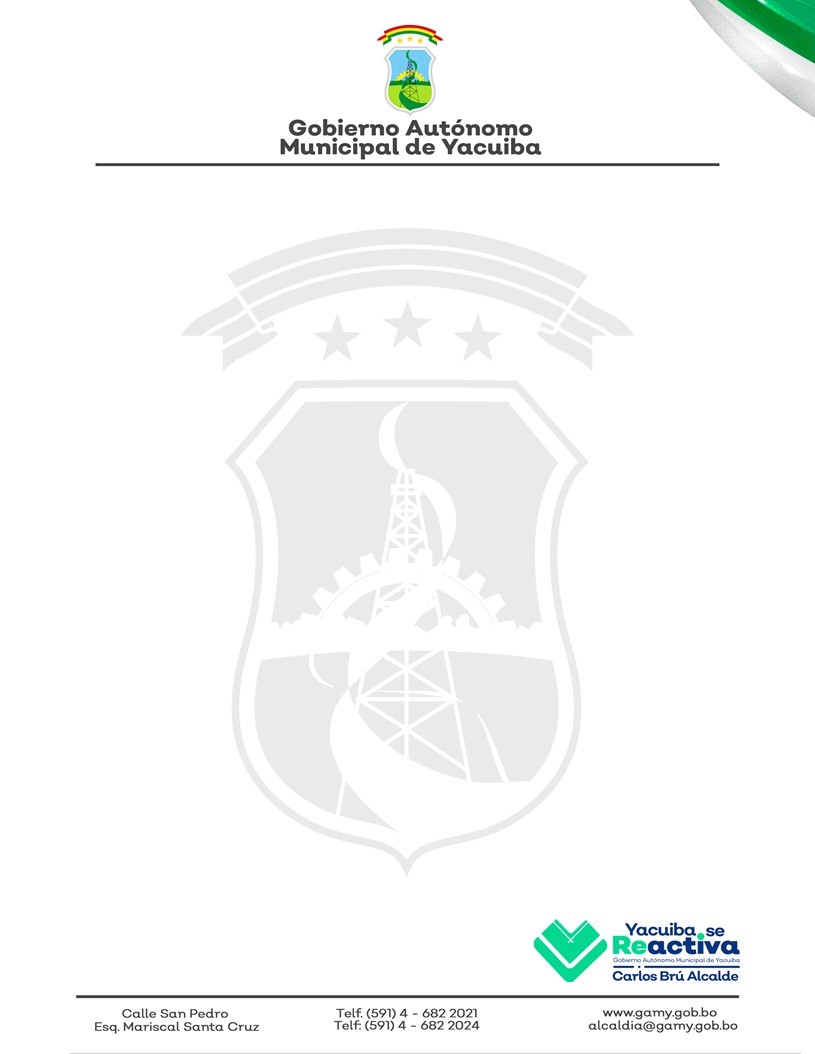 Gobierno Autónomo
Municipal de Yacuiba
Yacuiba se
Reactiva
Gobierno Autónomo Municipal de Yacuiba
Carlos Brú Alcalde
Calle San Pedro
Esq. Mariscal Santa Cruz
Telf. (591) 4 - 682 2021
Telf: (591) 4 - 682 2024
www.gamy.gob.bo
alcaldia@gamy.gob.bo